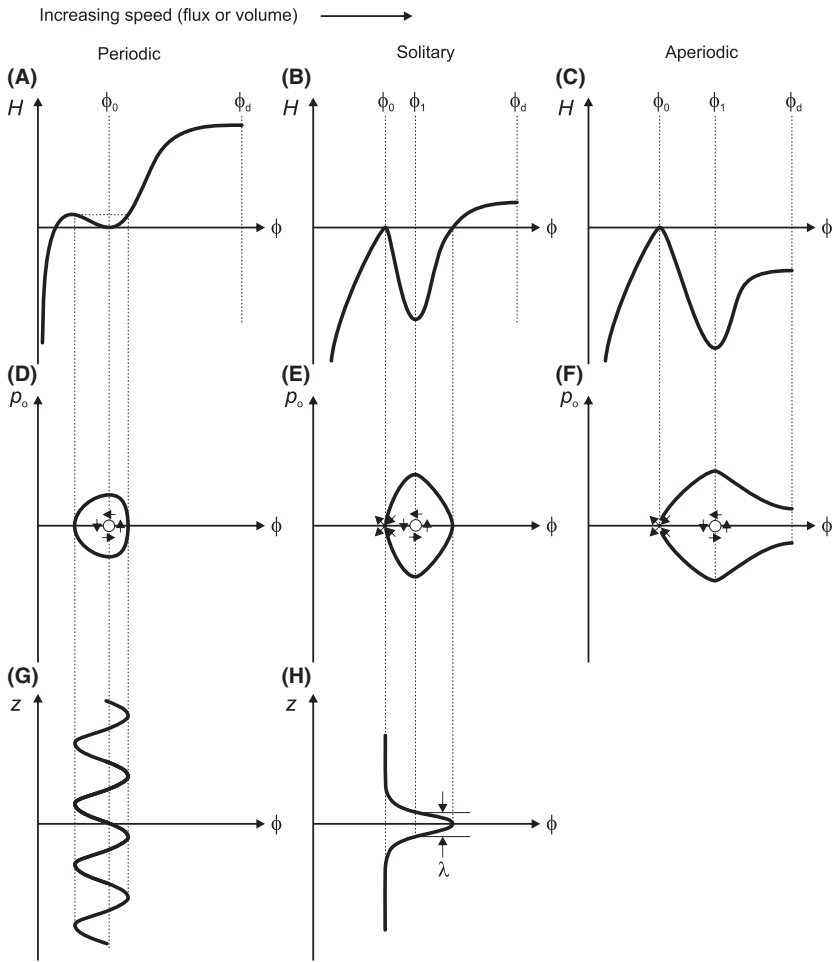 Increasing speed (flux or volume)
Periodic
Solitary
Aperiodic
(A)
(B)
(C)
H
ϕ0
ϕd
H
ϕ0
ϕ1
ϕd
H
ϕ0
ϕ1
ϕd
ϕ
ϕ
ϕ
(D)
(E)
(F)
po
po
po
ϕ
ϕ
ϕ
(G)
(H)
z
z
ϕ
ϕ
λ